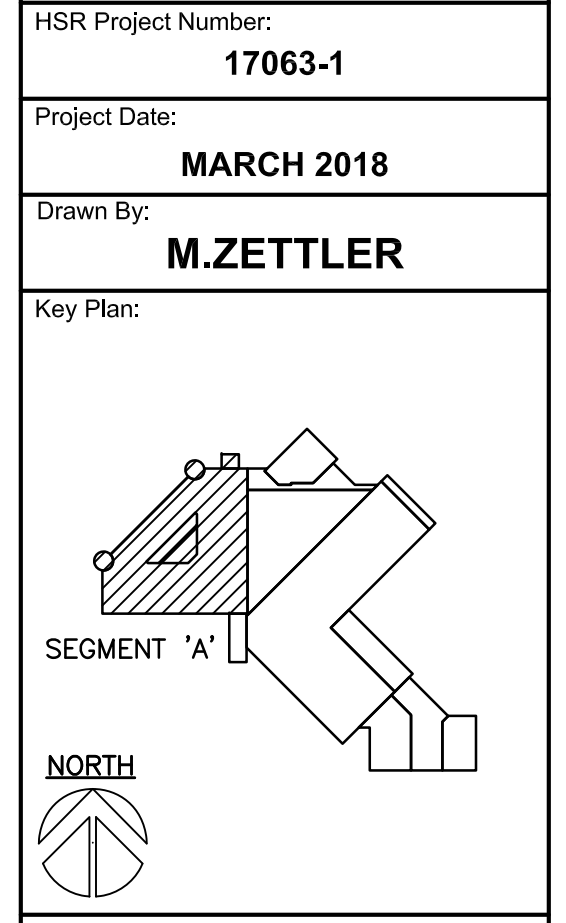 HSR Project Number:
17063-1
Project Date:
MARCH 2018
Drawn By:
M.ZETTLER
Key Plan:
SEGMENT 'A'
NORTH